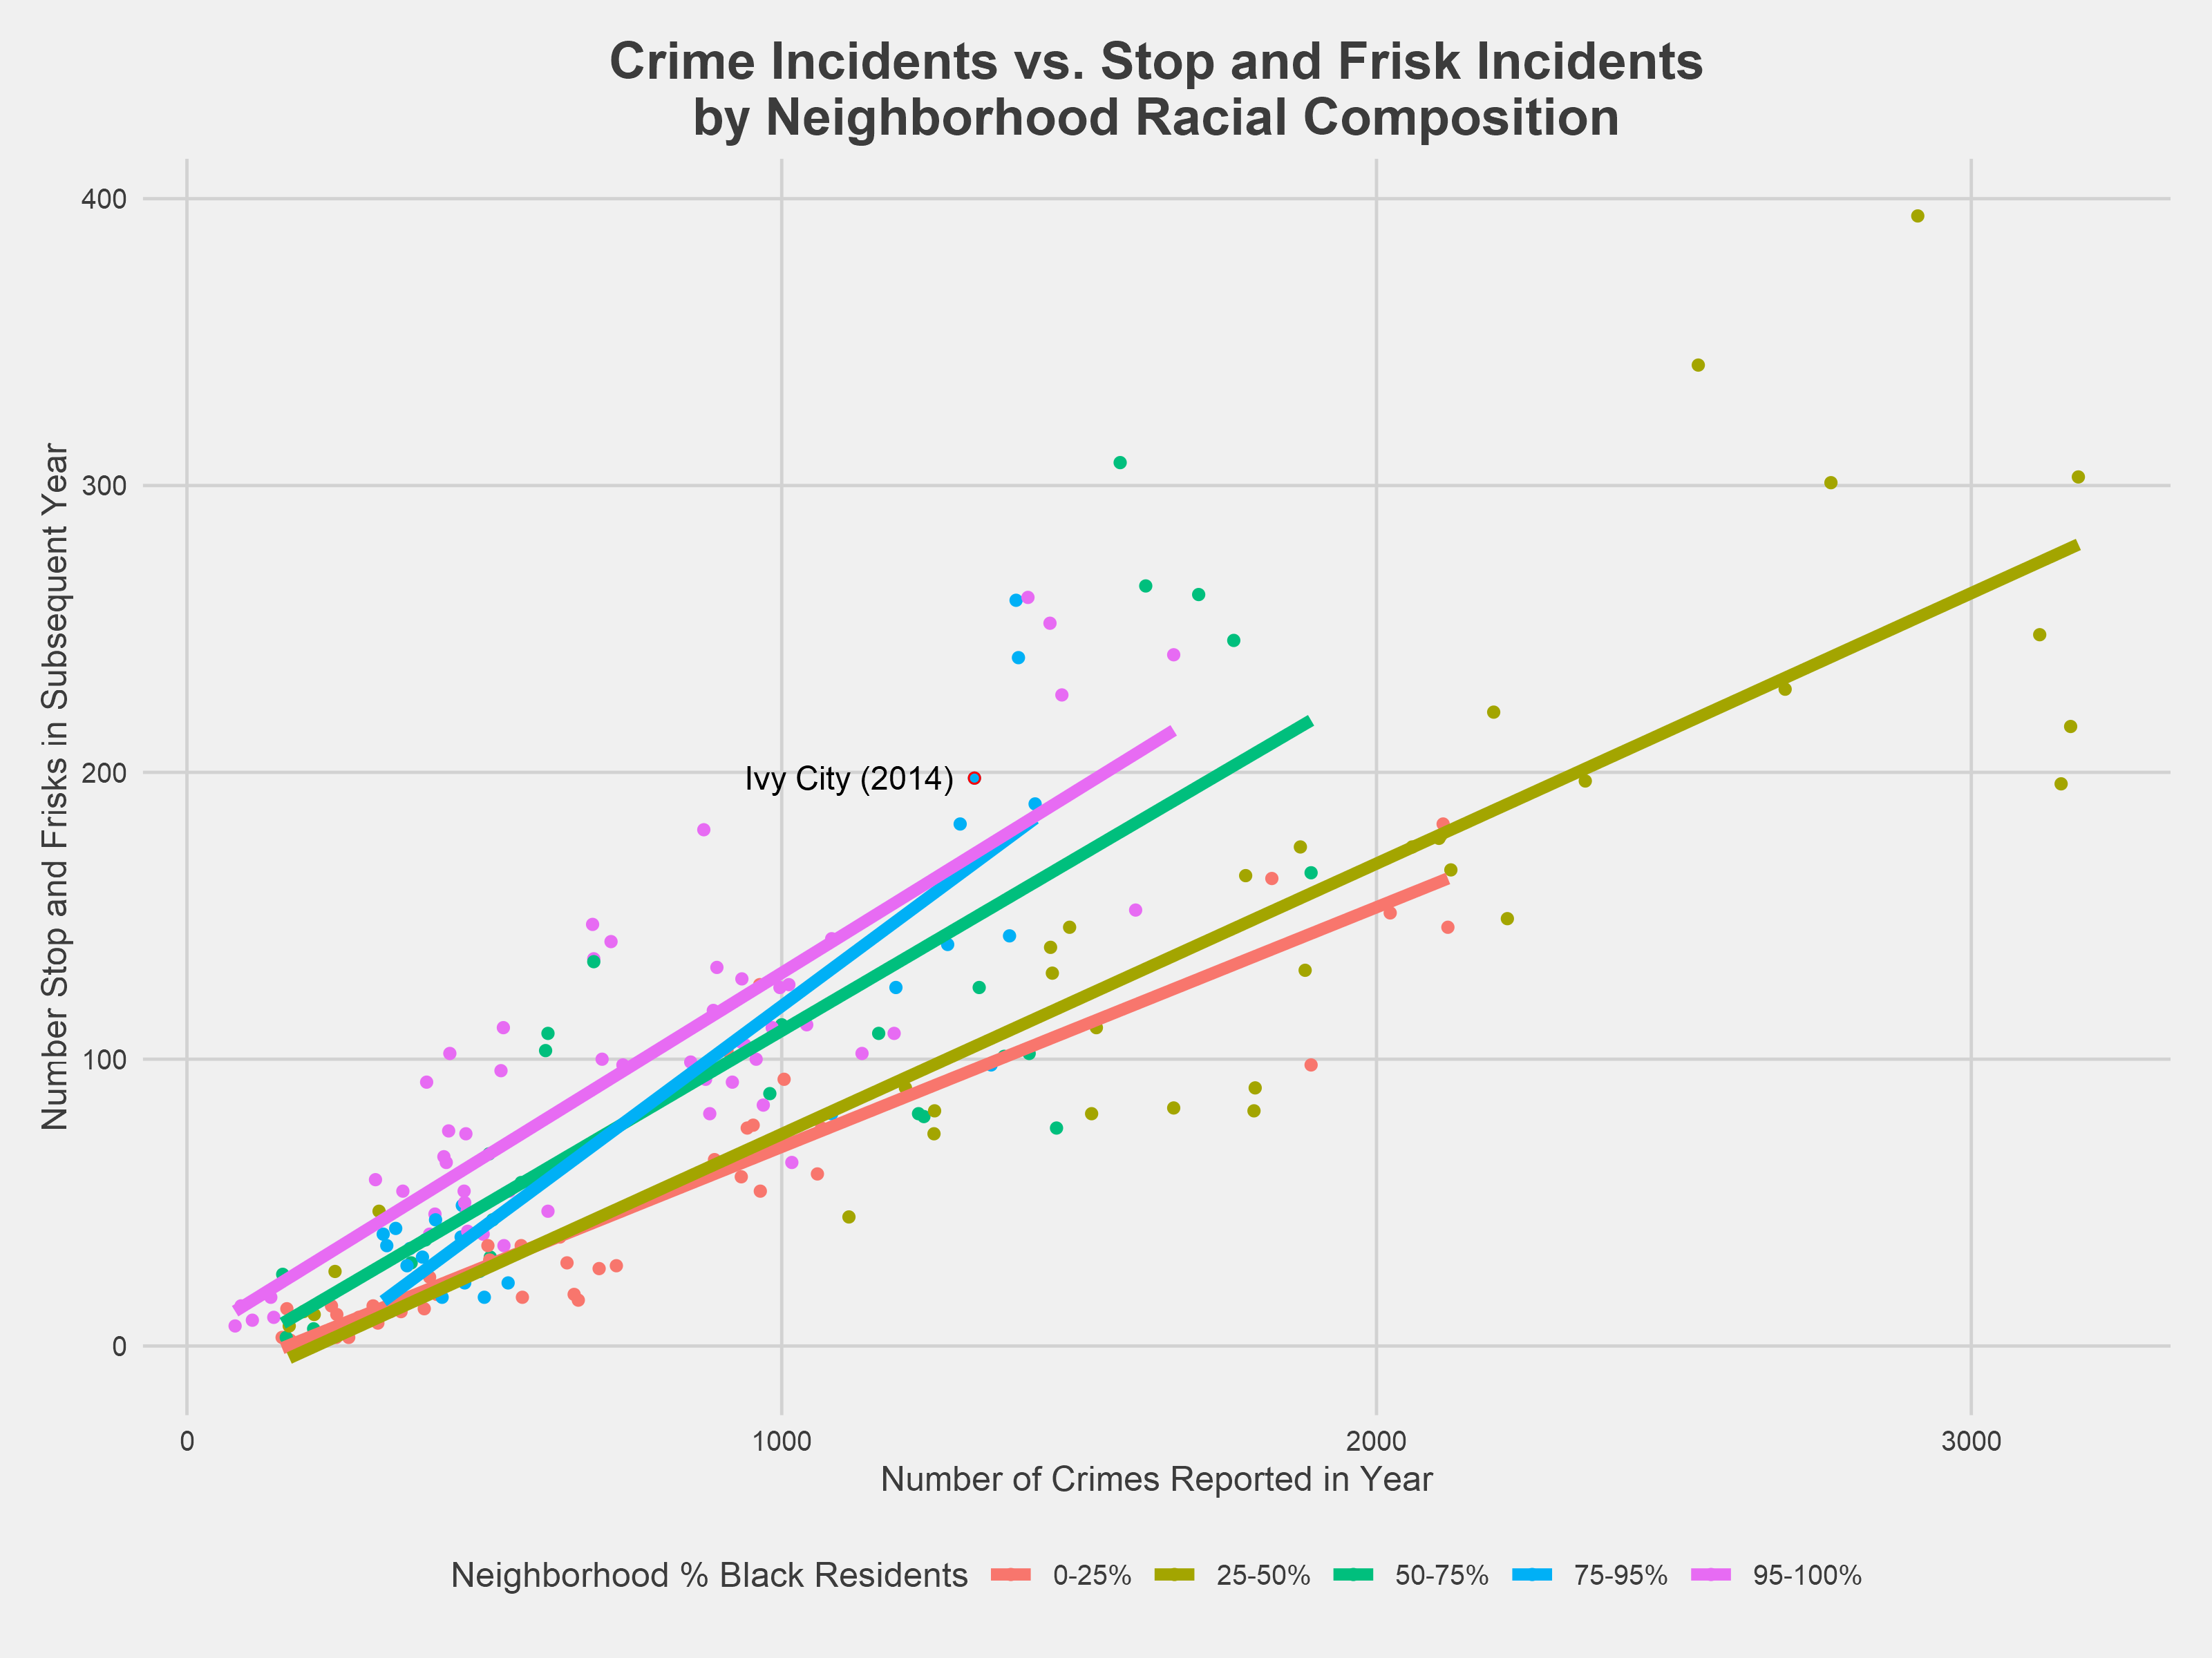 Crime Incidents vs. Stop and Frisk Incidents
by Neighborhood Racial Composition
Number Stop and Frisks in Subsequent Year
400
300
200
100
0
Ivy City (2014)
0
1000
2000
3000
Number of Crimes Reported in Year
Neighborhood % Black Residents
0-25%
25-50%
50-75%
75-95%
95-100%